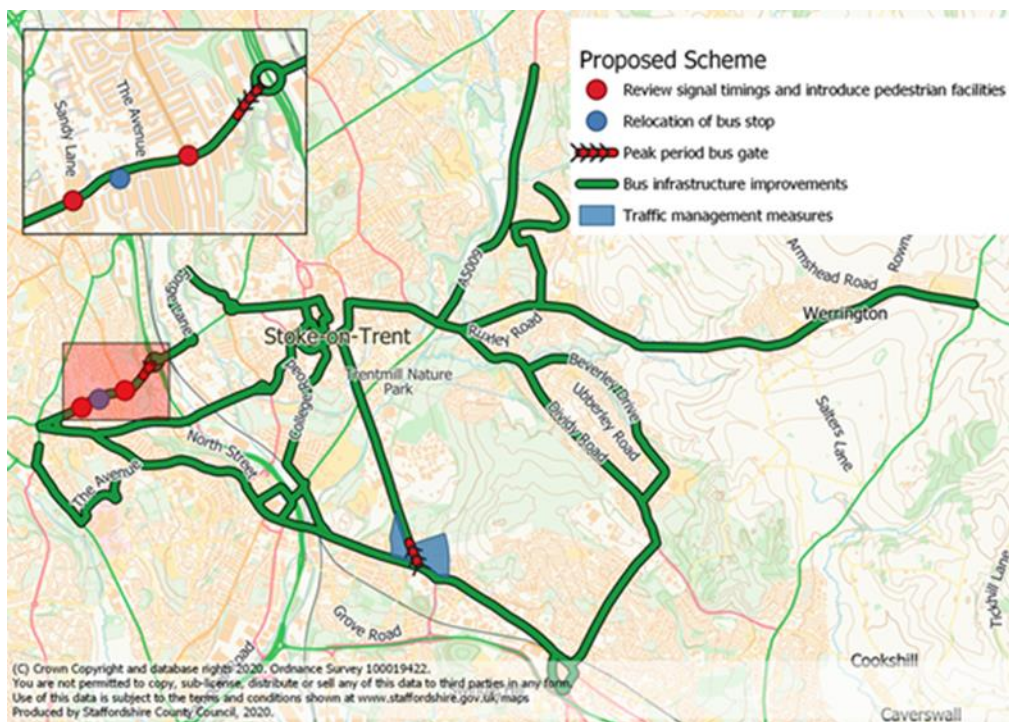 The Avenue
Sandy Lane
Proposed Scheme
Review signal timings and introduce pedestrian facilities
Relocation of bus stop
Peak period bus gate
Bus infrastructure improvements
Traffic management measures
A5009
Armshead Road
Werrington
Stoke-on-Trent
Ruxley Road
Trentmill Nature
Park
Beverley Drive
Ubberley Road
Dividy Road
College Road
North Street
The Avenue
Salters Lane
Tickhill Lane
Grove Road
Cookshill
Caverswall
(C) Crown Copyright and database rights 2020. Ordnance Survey 100019422.
You are not permitted to copy, sub-license, distribute or sell any of this data to third parties in any form.
Use of this data is subject to the terms and conditions shown at www.staffordshire.gov.uk/maps
Produced by Staffordshire County Council, 2020.